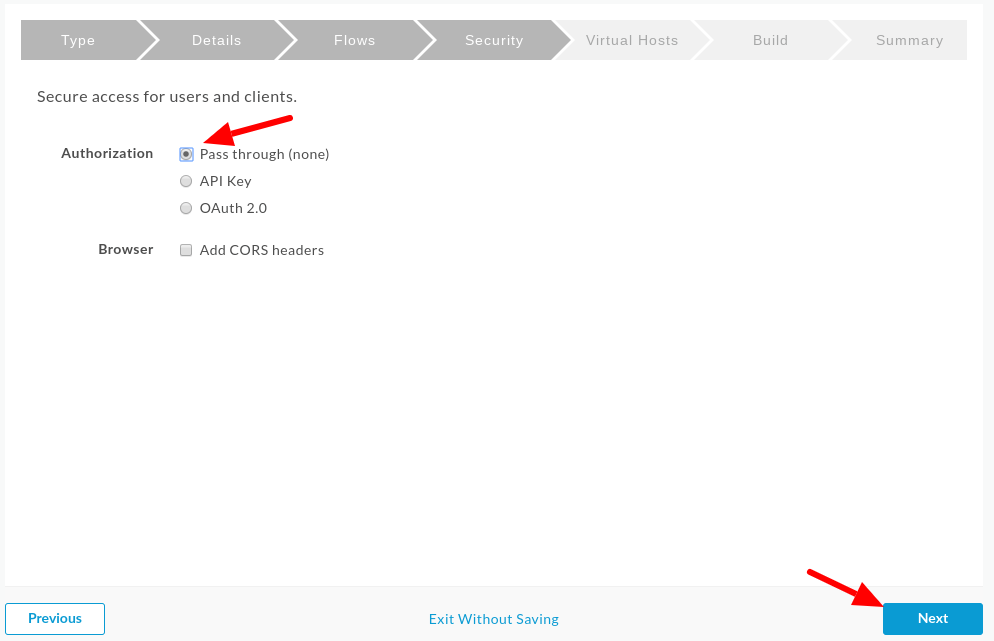 Type Details Flows Security Virtual Hosts Build Summary
Secure access for users and clients.
Authorization Pass through (none)
API Key
OAuth 2.0
Browser Add CORS headers
Previous Exit Without Saving Next